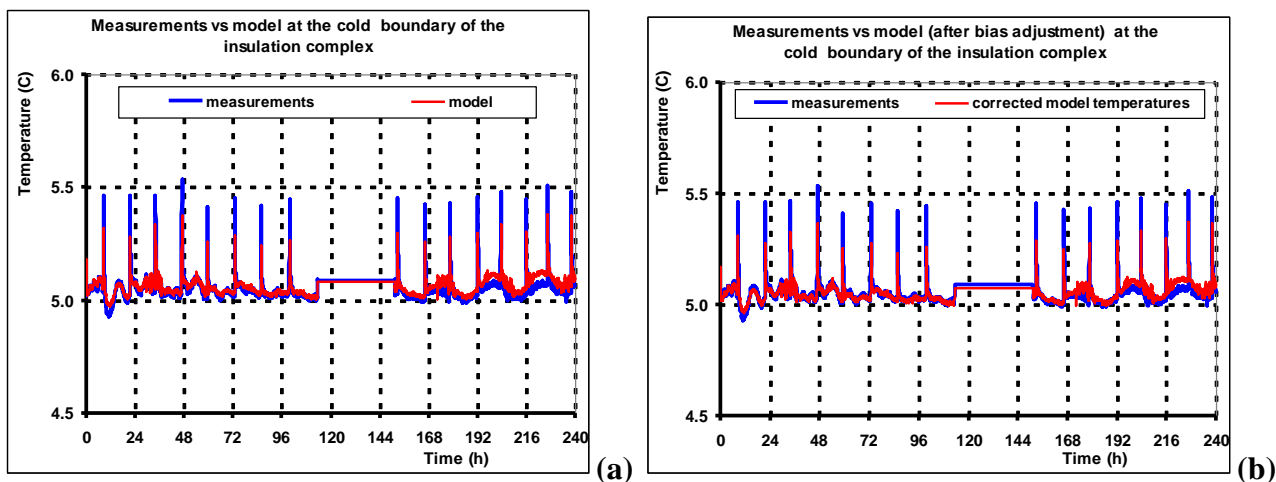 Measurements vs model at the cold boundary of the
insulation complex
Temperature (C)
6.0
5.5
5.0
4.5
measurements
model
0 24 48 72 96 120 144 168 192 216 240
Time (h)
(a)
Measurements vs model (after bias adjustment) at the
cold boundary of the insulation complex
Temperature (C)
6.0
5.5
5.0
4.5
measurements
corrected model temperatures
0 24 48 72 96 120 144 168 192 216 240
Time (h)
(b)